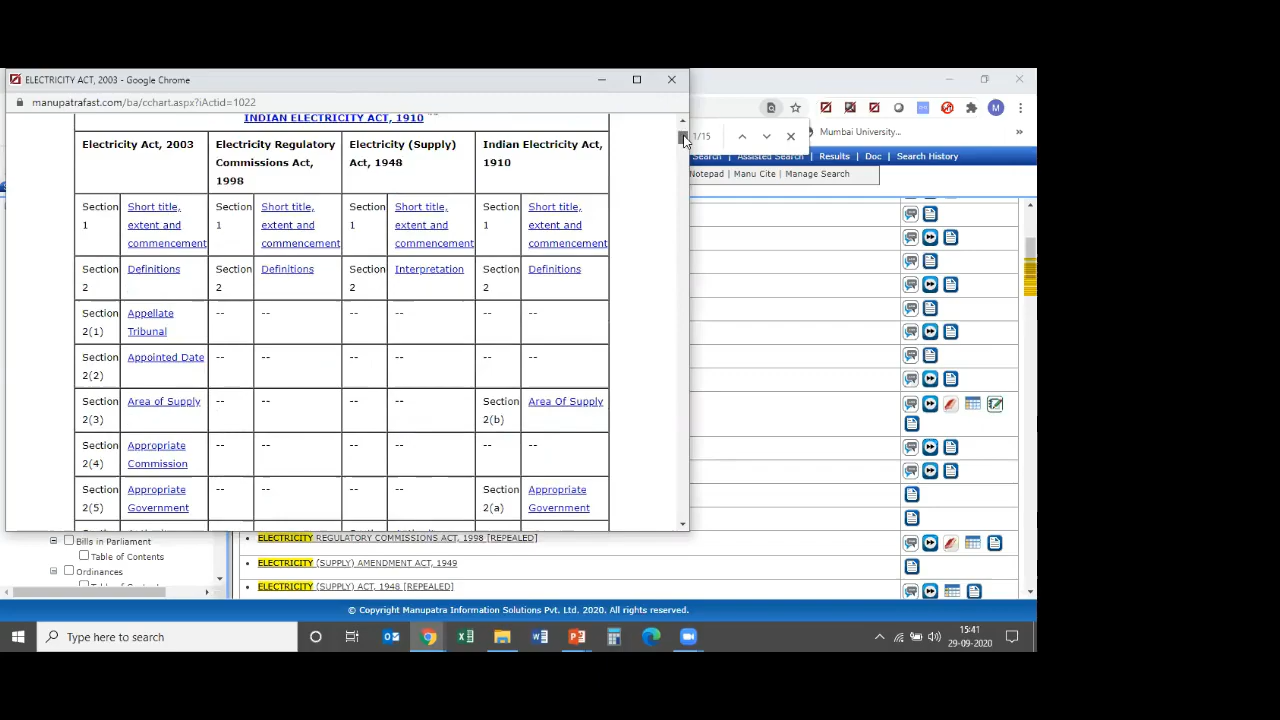 ELECTRICITY ACT, 2003 - Google Chrome
manupatrafast.com/ba/cchart.aspx?iActid=1022
INDIAN ELECTRICITY ACT, 1910
Electricity Act, 2003
Electricity Regulatory
Commissions Act,
1998
Electricity (Supply)
Act, 1948
Indian Electricity Act,
1910
Section
1
Short title,
extent and
commencement
Section
1
Short title,
extent and
commencement
Section
1
Short title,
extent and
commencement
Section
1
Short title,
extent and
commencement
Section
2
Definitions
Section
2
Definitions
Section
2
Interpretation
Section
2
Definitions
Section
2(1)
Appellate
Tribunal
-- -- -- -- -- --
Section
2(2)
Appointed Date
-- -- -- -- -- --
Section
2(3)
Area of Supply
-- -- -- --
Section
2(b)
Area Of Supply
Section
2(4)
Appropriate
Commission
-- -- -- -- -- --
Section
2(5)
Appropriate
Government
-- -- -- --
Section
2(a)
Appropriate
Government
1/15
Mumbai University...
M
Search Assisted Search Results Doc Search History
Notepad | Manu Cite | Manage Search
Bills in Parliament
Table of Contents
Ordinances
ELECTRICITY REGULATORY COMMISSIONS ACT, 1998 [REPEALED]
ELECTRICITY (SUPPLY) AMENDMENT ACT, 1949
ELECTRICITY (SUPPLY) ACT, 1948 [REPEALED]
© Copyright Manupatra Information Solutions Pvt. Ltd. 2020. All rights reserved.
Type here to search
15:41
29-09-2020